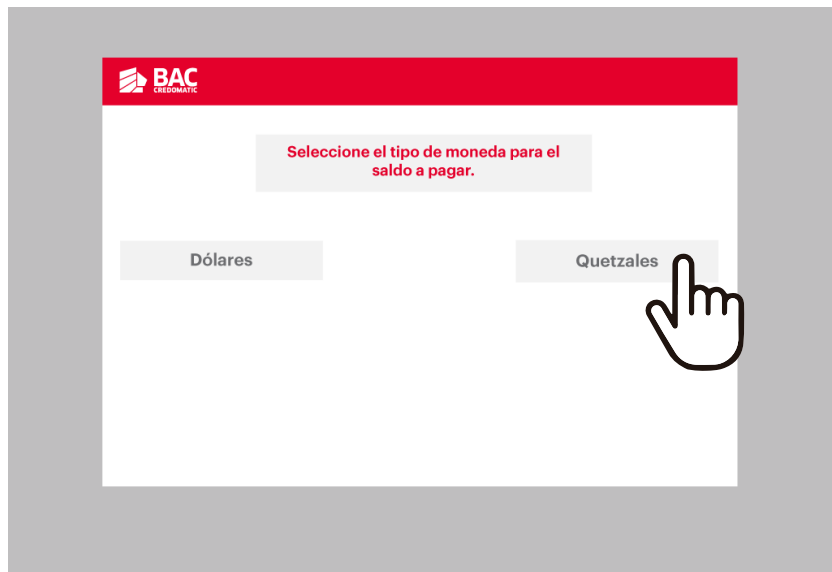 BAC
CREDOMATIC
Seleccione el tipo de moneda para el
saldo a pagar.
Dólares
Quetzales